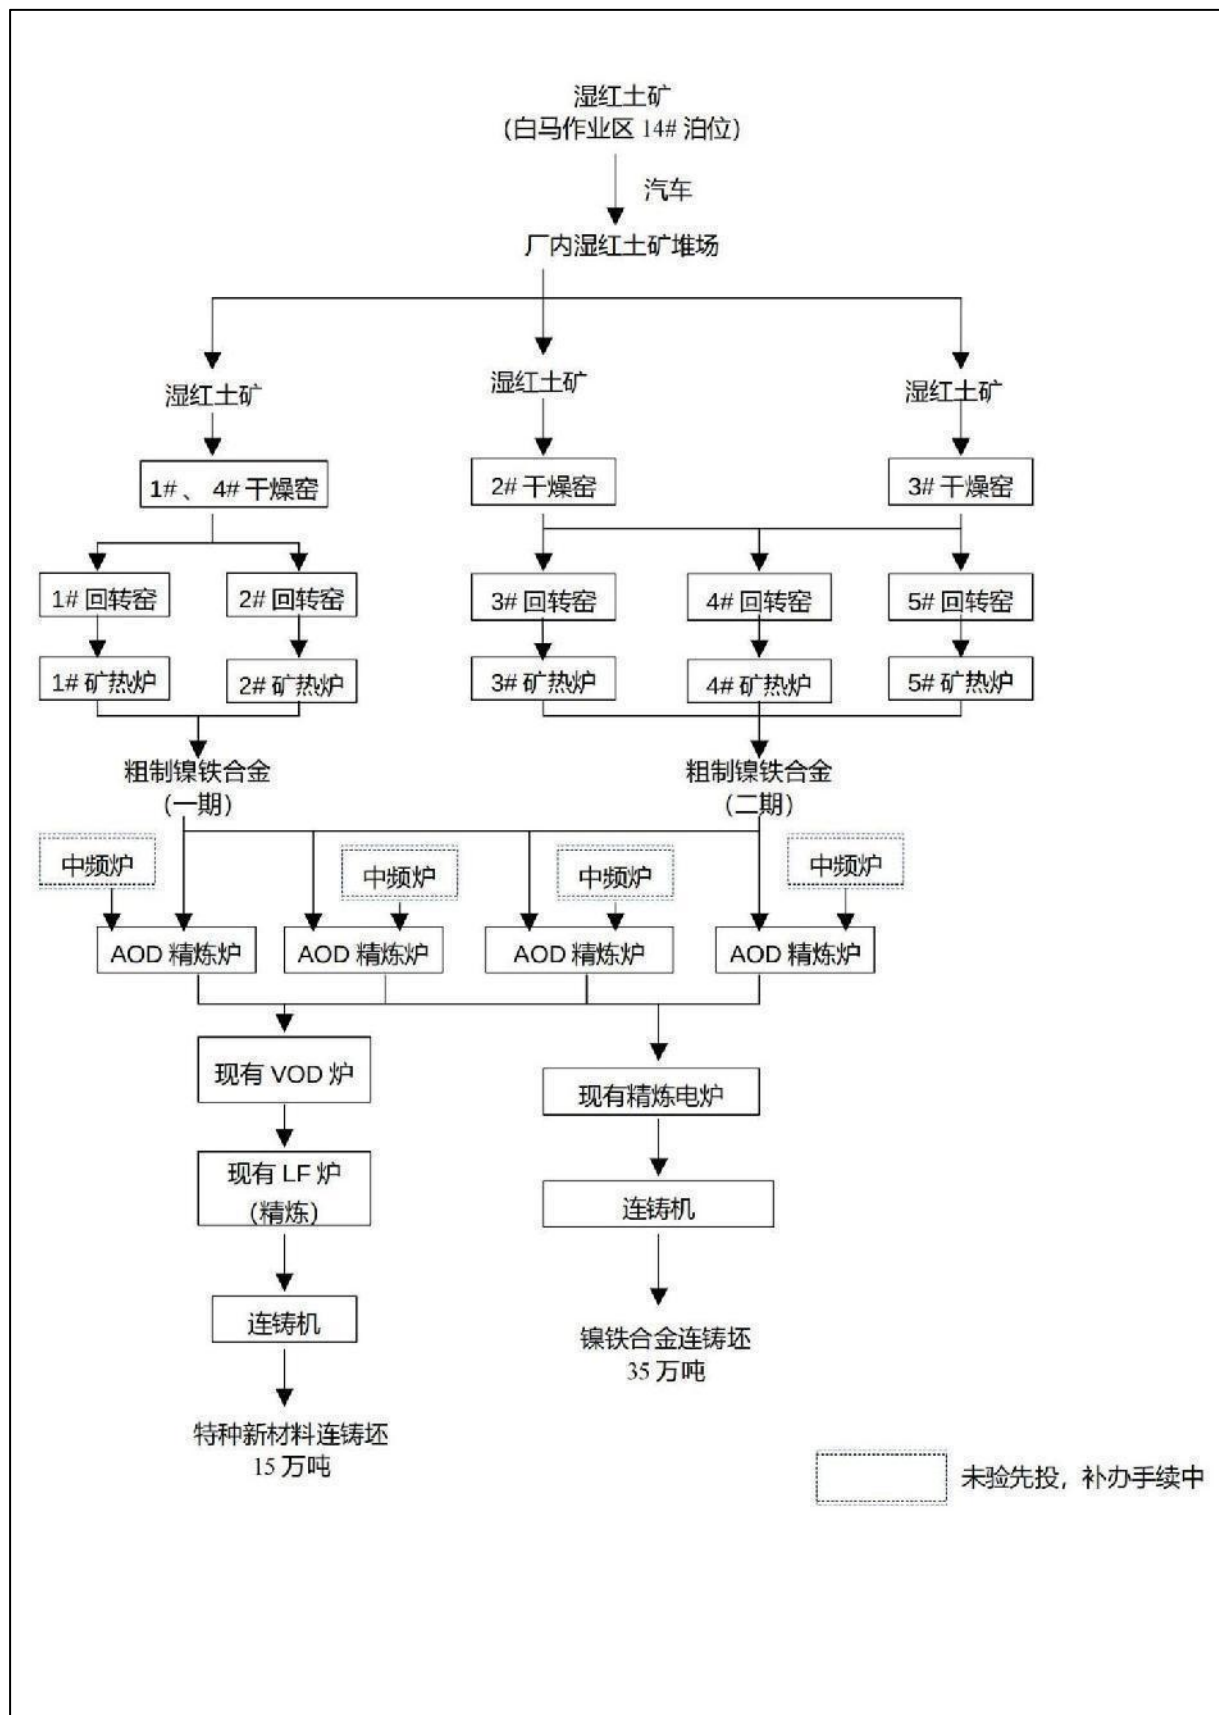 湿红土矿
(白马作业区 14# 泊位)
汽车
厂内湿红土矿堆场
湿红土矿
湿红土矿
湿红土矿
1# 、 4# 干燥窑
2# 干燥窑
3# 干燥窑
1# 回转窑
2# 回转窑
3# 回转窑
4# 回转窑
5# 回转窑
1# 矿热炉
2# 矿热炉
3# 矿热炉
4# 矿热炉
5# 矿热炉
粗制镍铁合金
(一期)
粗制镍铁合金
(二期)
中频炉
中频炉
中频炉
中频炉
AOD 精炼炉
AOD 精炼炉
AOD 精炼炉
AOD 精炼炉
现有 VOD 炉
现有精炼电炉
现有 LF 炉
(精炼)
连铸机
连铸机
镍铁合金连铸坯
35 万吨
特种新材料连铸坯
15 万吨
未验先投，补办手续中